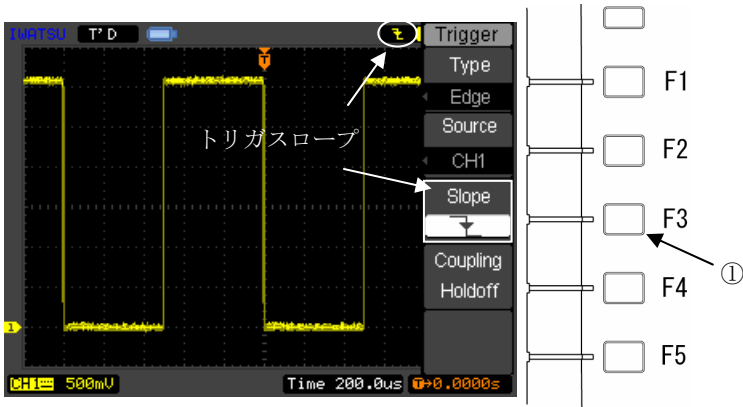 IWATSU T'D Trigger
T
Type
Edge
Source
CH1
Slope
Coupling
Holdoff
トリガスロープ
1
CH1 500mV Time 200.0us T→0.0000s
F1
F2
F3
①
F4
F5